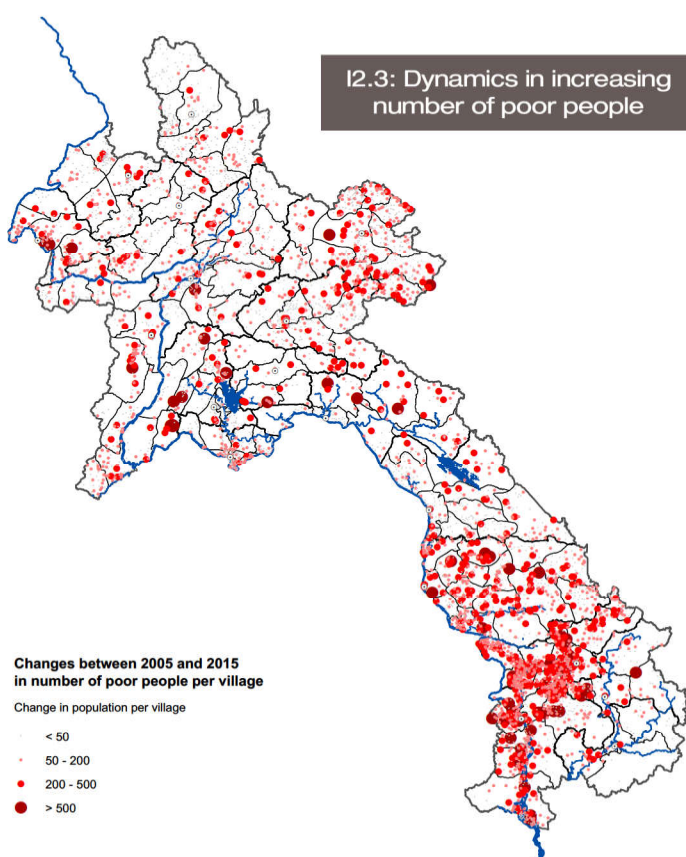 I2.3: Dynamics in increasing
number of poor people
Changes between 2005 and 2015
in number of poor people per village
Change in population per village
< 50
50 - 200
200 - 500
> 500